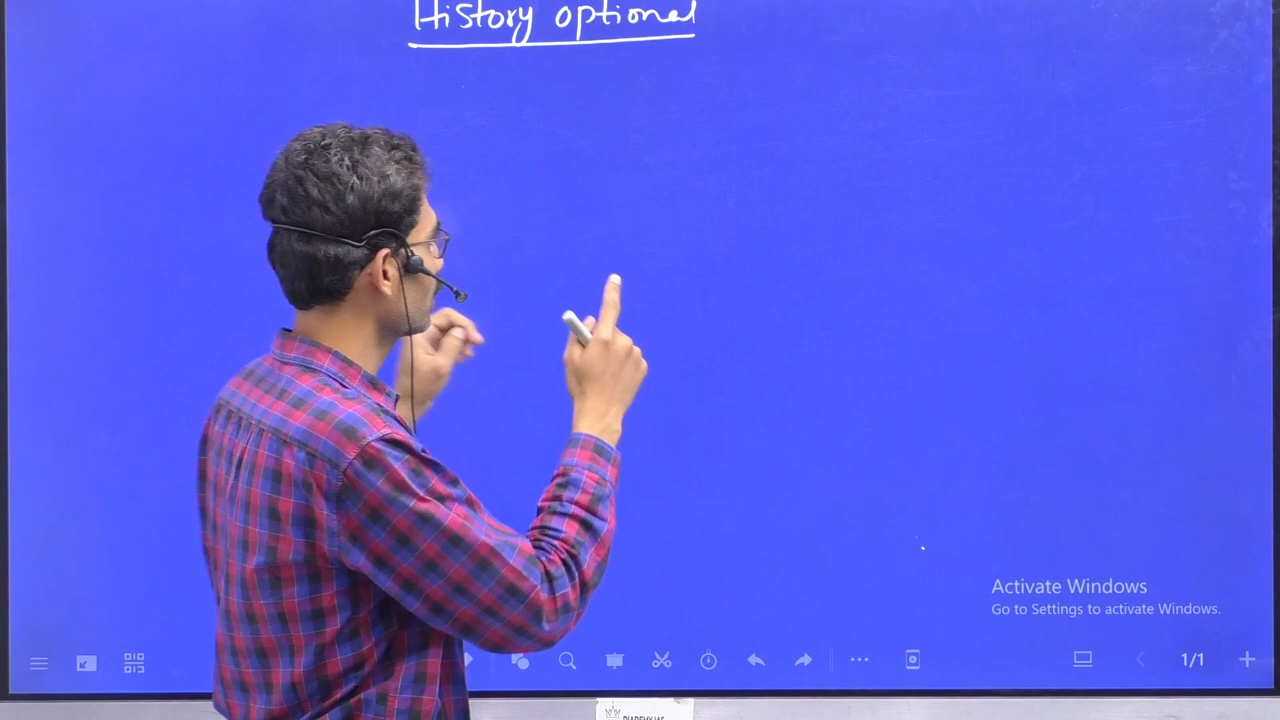 History optional
Activate Windows
Go to Settings to activate Windows.
1/1